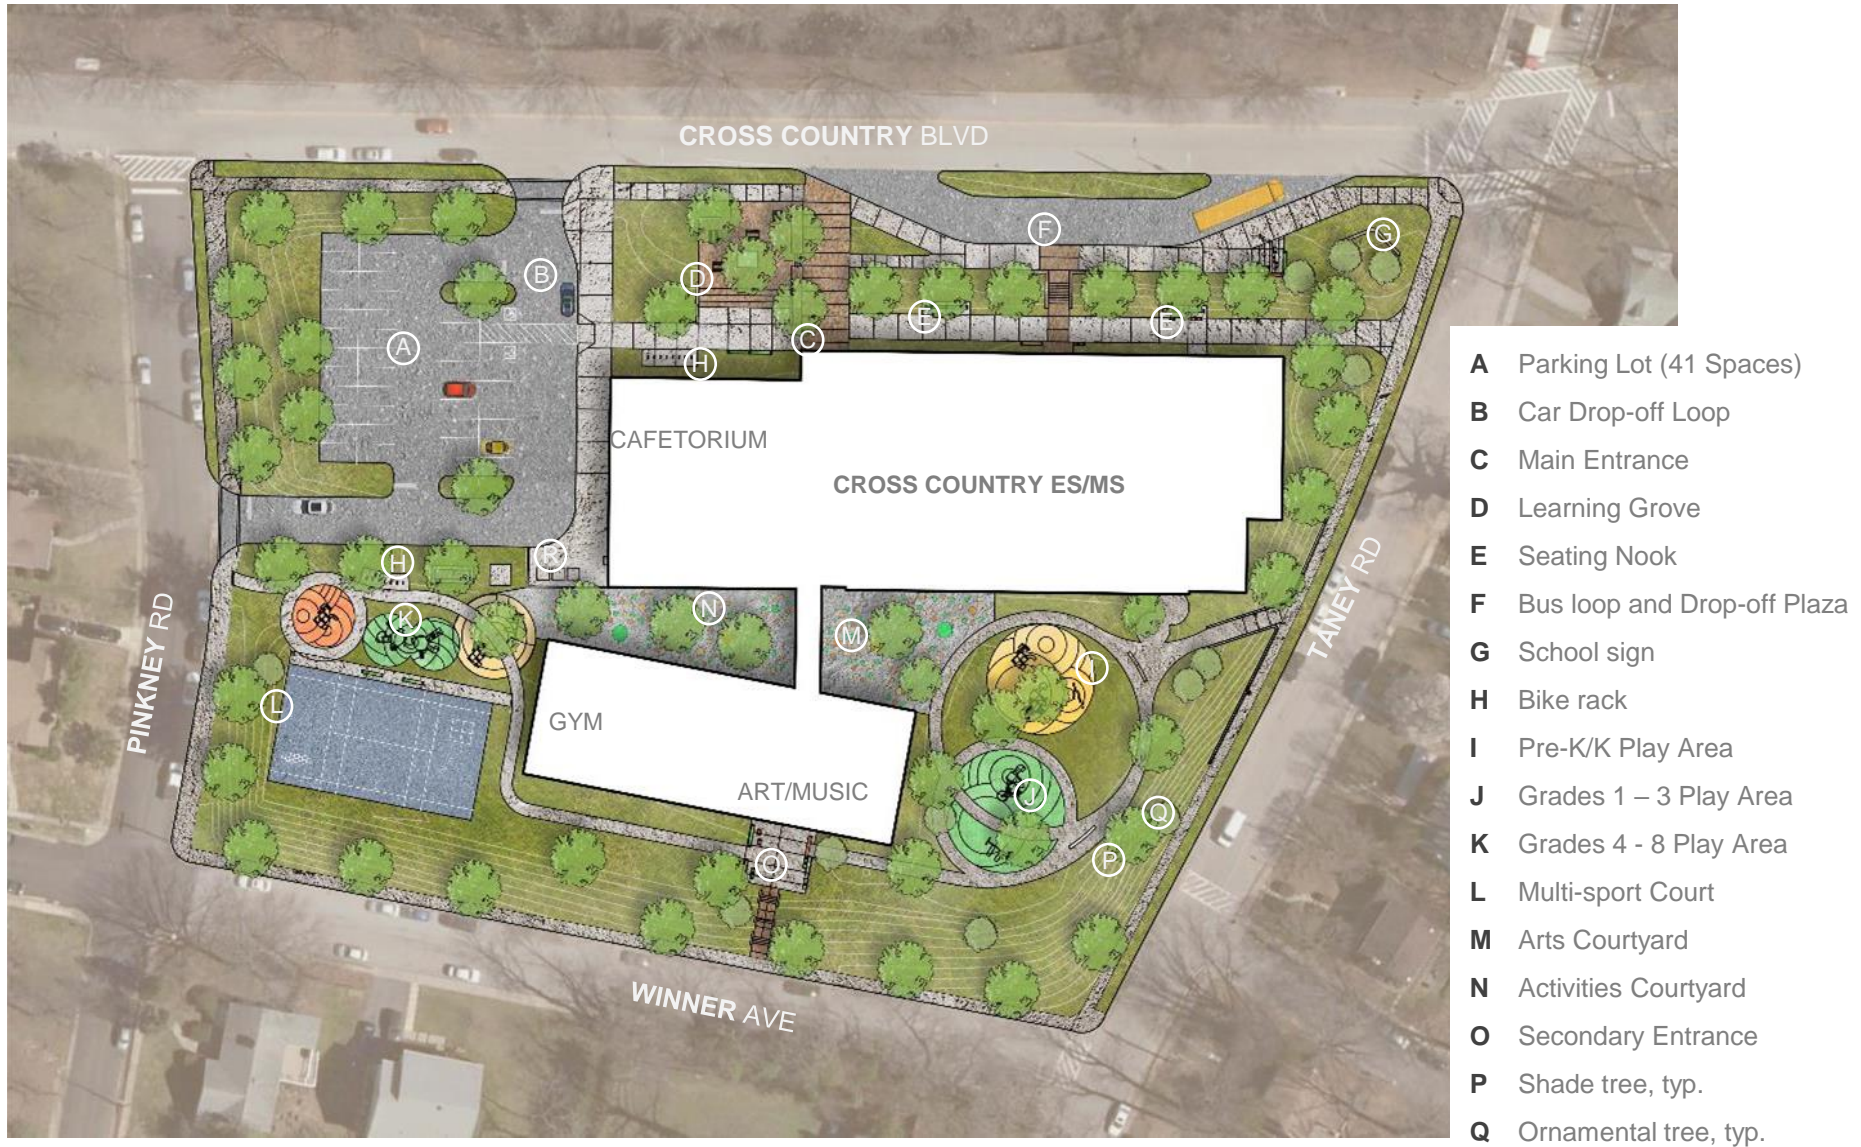 CROSS COUNTRY BLVD
B
F
G
D
E
E
A
C
H
CAFETORIUM
CROSS COUNTRY ES/MS
R
H
K
N
M
I
L
GYM
ART/MUSIC
J
Q
O
P
PINKNEY RD
TANEY RD
WINNER AVE
A Parking Lot (41 Spaces)
B Car Drop-off Loop
C Main Entrance
D Learning Grove
E Seating Nook
F Bus loop and Drop-off Plaza
G School sign
H Bike rack
I Pre-K/K Play Area
J Grades 1 – 3 Play Area
K Grades 4 - 8 Play Area
L Multi-sport Court
M Arts Courtyard
N Activities Courtyard
O Secondary Entrance
P Shade tree, typ.
Q Ornamental tree, typ.